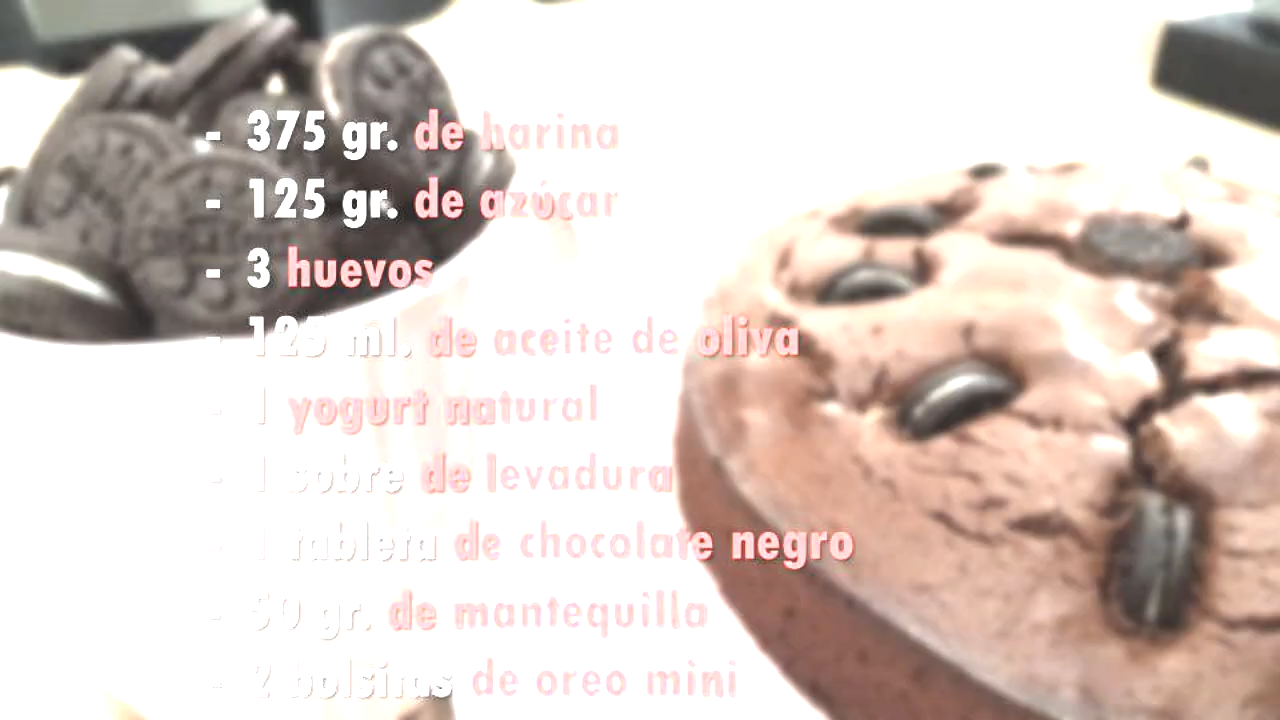 - 375 gr. de harina
- 125 gr. de azúcar
- 3 huevos
- 125 ml. de aceite de oliva
- 1 yogurt natural
- 1 sobre de levadura
- 1 tableta de chocolate negro
- 50 gr. de mantequilla
- 2 bolsitas de oreo mini